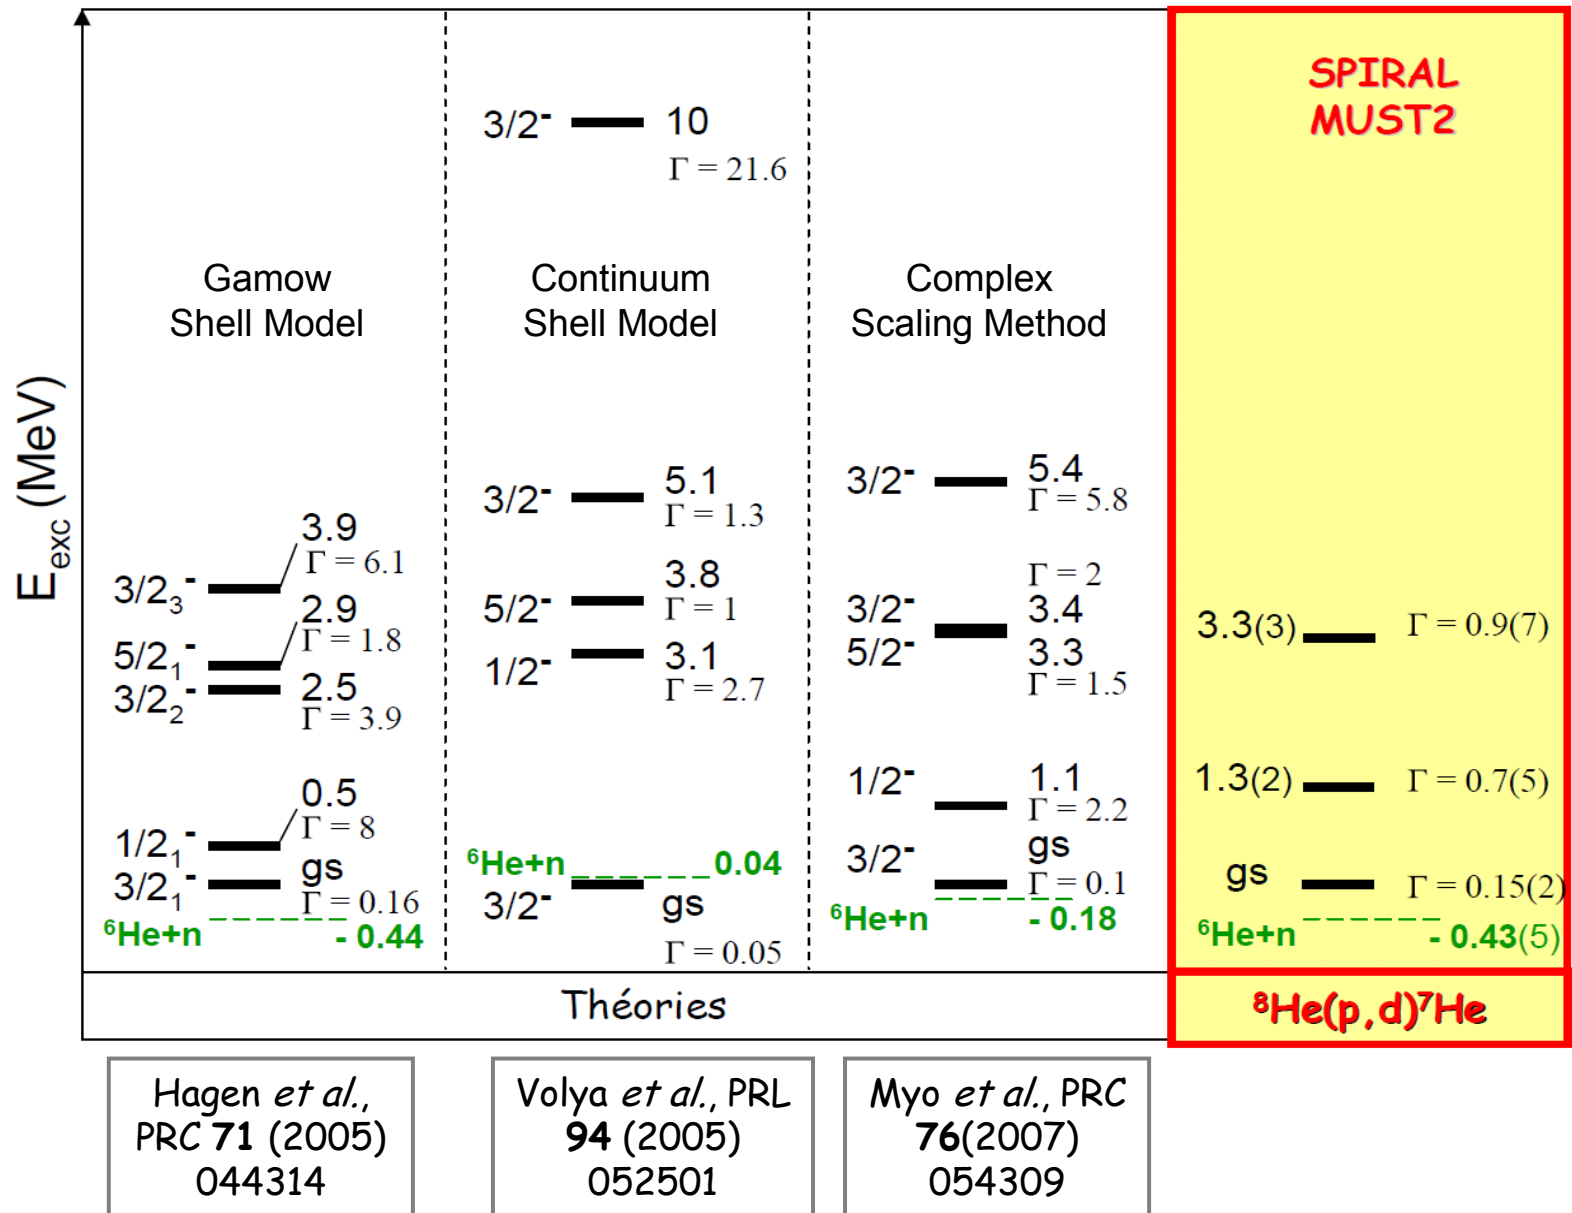 E_exc (MeV)
Gamow
Shell Model
3.9
Γ = 6.1
3/2₃⁻
2.9
Γ = 1.8
5/2₁⁻
3/2₂⁻
2.5
Γ = 3.9
0.5
Γ = 8
1/2₁⁻
gs
3/2₁⁻
Γ = 0.16
⁶He+n - 0.44
3/2⁻ 10
Γ = 21.6
Continuum
Shell Model
3/2⁻ 5.1
Γ = 1.3
3.8
5/2⁻ Γ = 1
1/2⁻ 3.1
Γ = 2.7
⁶He+n 0.04
3/2⁻ gs
Γ = 0.05
Complex
Scaling Method
3/2⁻ 5.4
Γ = 5.8
Γ = 2
3/2⁻ 3.4
5/2⁻ 3.3
Γ = 1.5
1/2⁻ 1.1
Γ = 2.2
3/2⁻ gs
Γ = 0.1
⁶He+n - 0.18
SPIRAL
MUST2
3.3(3) Γ = 0.9(7)
1.3(2) Γ = 0.7(5)
gs Γ = 0.15(2)
⁶He+n - 0.43(5)
Théories
⁸He(p,d)⁷He
Hagen et al.,
PRC 71 (2005)
044314
Volya et al., PRL
94 (2005)
052501
Myo et al., PRC
76(2007)
054309